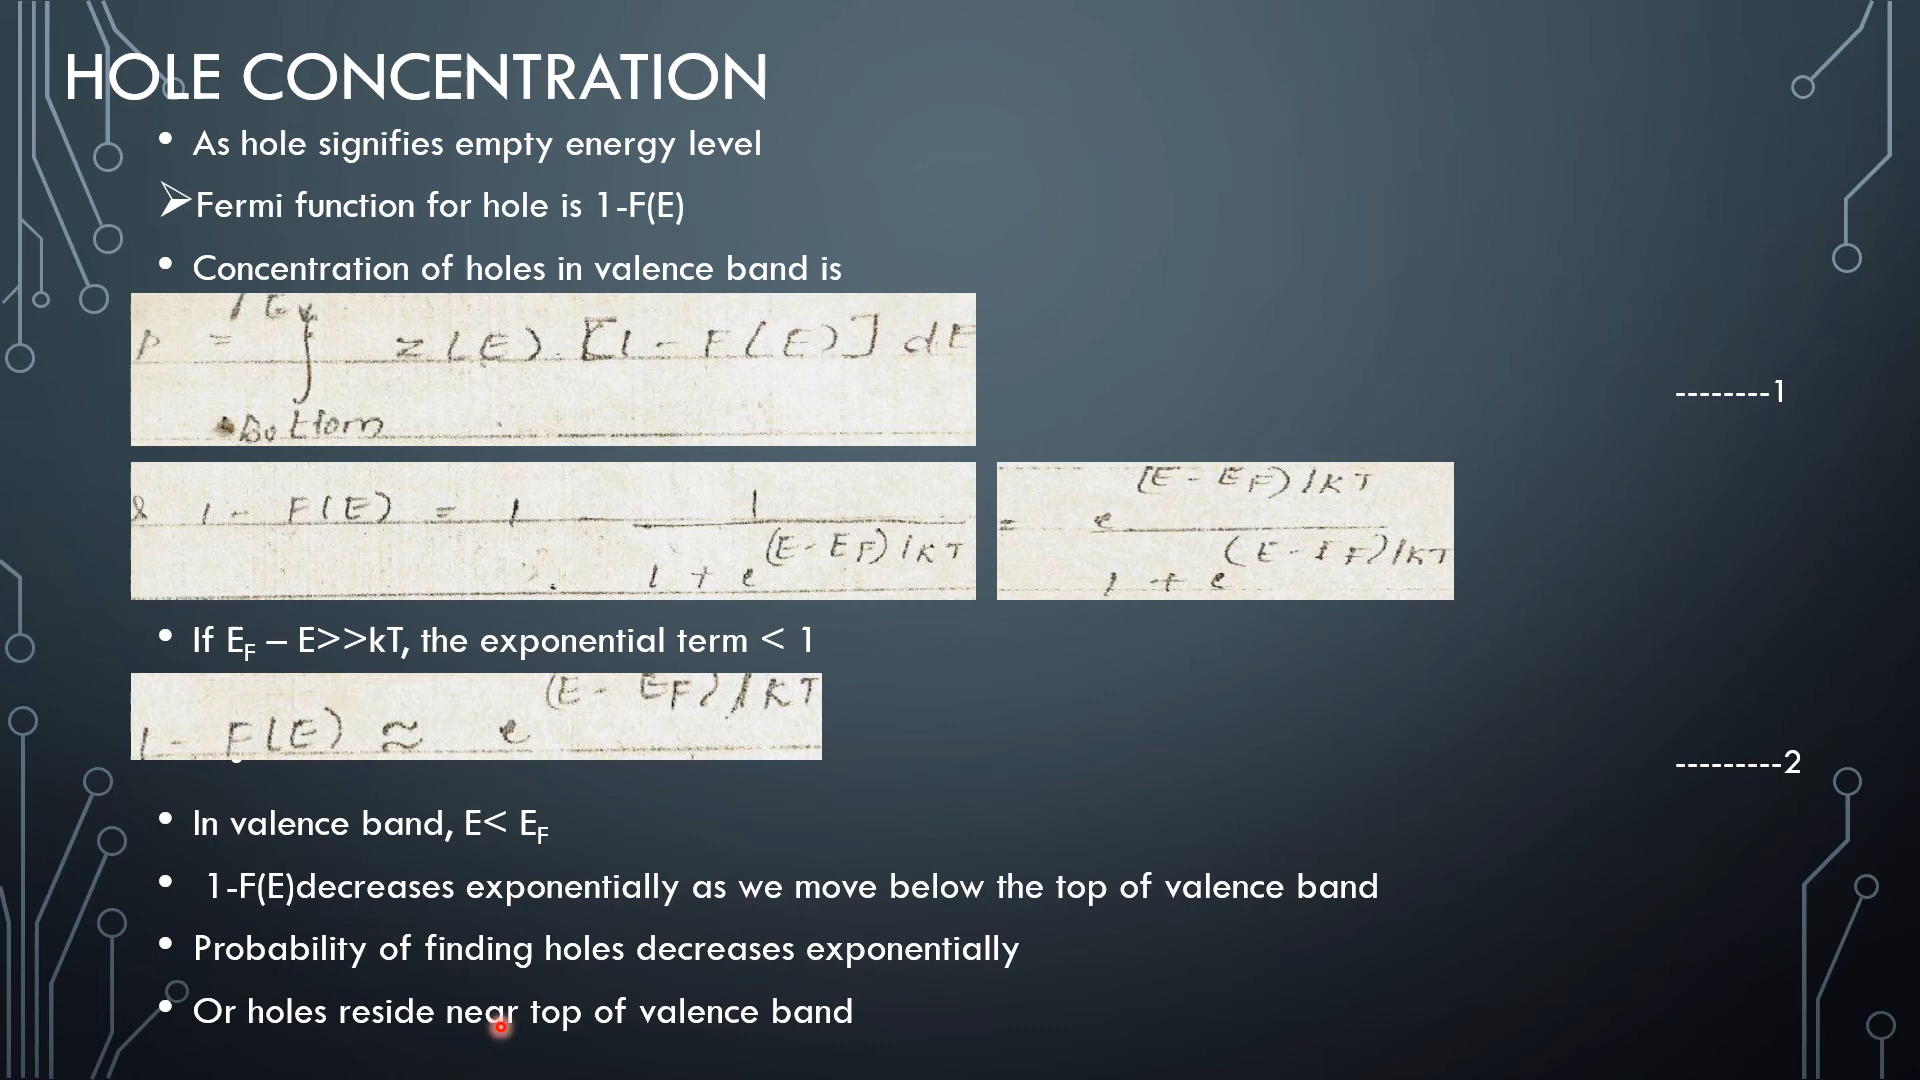 HOLE CONCENTRATION
• As hole signifies empty energy level
➢Fermi function for hole is 1-F(E)
• Concentration of holes in valence band is
p = ∫ Ev z(E) . [1 - F(E)] dE
Bottom
--------1
& 1 - F(E) = 1 - 1 / 1 + e^(E-EF)/kT = e^(E-EF)/kT / 1 + e^(E-EF)/kT
• If EF – E>>kT, the exponential term < 1
1 - F(E) ≈ e^(E-EF)/kT
---------2
• In valence band, E< EF
• 1-F(E)decreases exponentially as we move below the top of valence band
• Probability of finding holes decreases exponentially
• Or holes reside near top of valence band